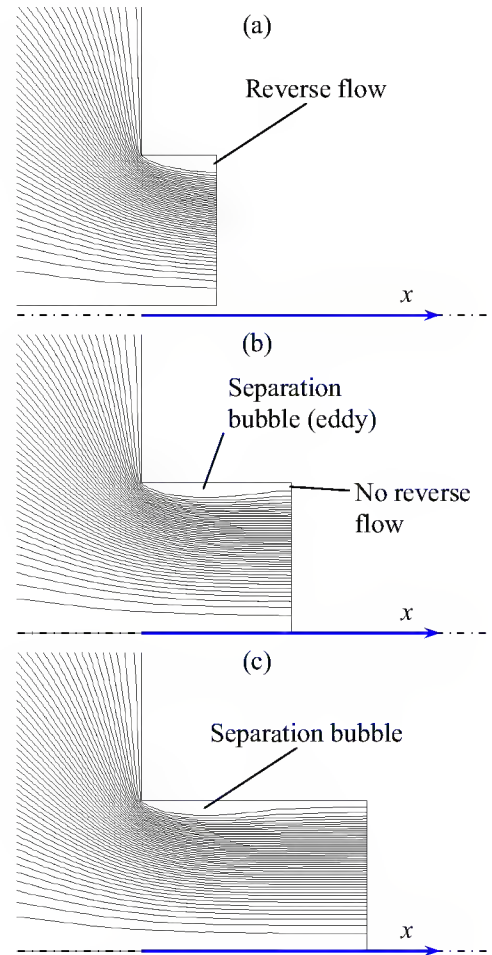 (a)
Reverse flow
x
(b)
Separation
bubble (eddy)
No reverse
flow
x
(c)
Separation bubble
x